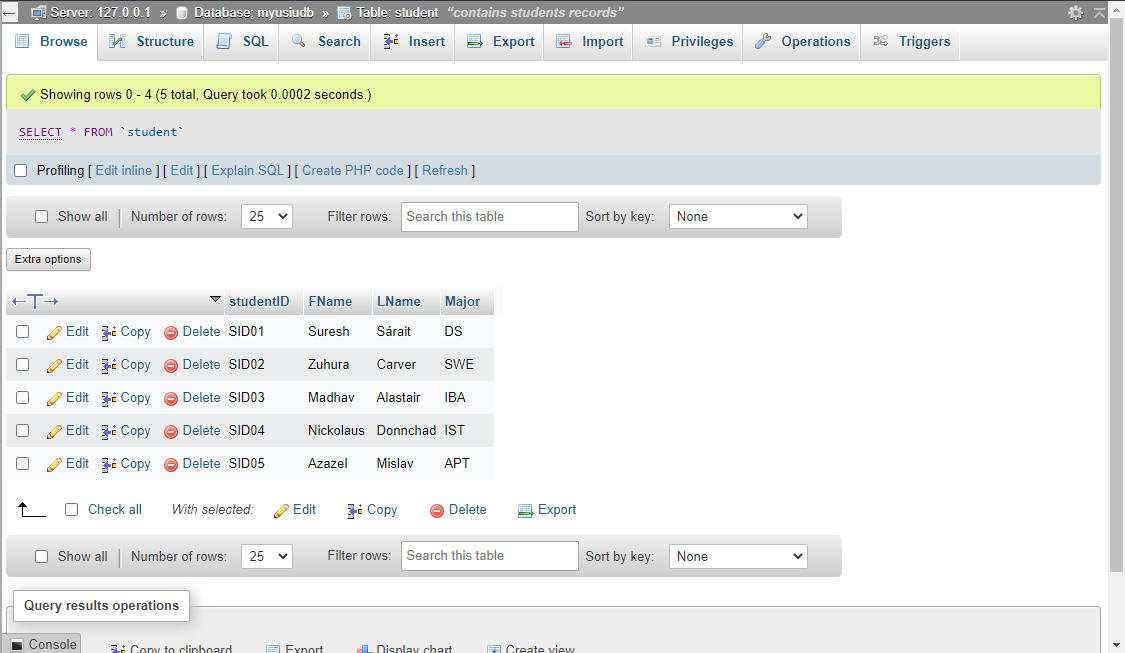 Server: 127.0.0.1 » Database: myusiudb » Table: student "contains students records"
Browse Structure SQL Search Insert Export Import Privileges Operations Triggers
Showing rows 0 - 4 (5 total, Query took 0.0002 seconds.)
SELECT * FROM `student`
Profiling [ Edit inline ] [ Edit ] [ Explain SQL ] [ Create PHP code ] [ Refresh ]
Show all | Number of rows: 25 Filter rows: Search this table Sort by key: None
Extra options
←T→ studentID FName LName Major
Edit Copy Delete SID01 Suresh Sárait DS
Edit Copy Delete SID02 Zuhura Carver SWE
Edit Copy Delete SID03 Madhav Alastair IBA
Edit Copy Delete SID04 Nickolaus Donnchad IST
Edit Copy Delete SID05 Azazel Mislav APT
Check all With selected: Edit Copy Delete Export
Show all | Number of rows: 25 Filter rows: Search this table Sort by key: None
Query results operations
Console Copy to clipboard Export Display chart Create view